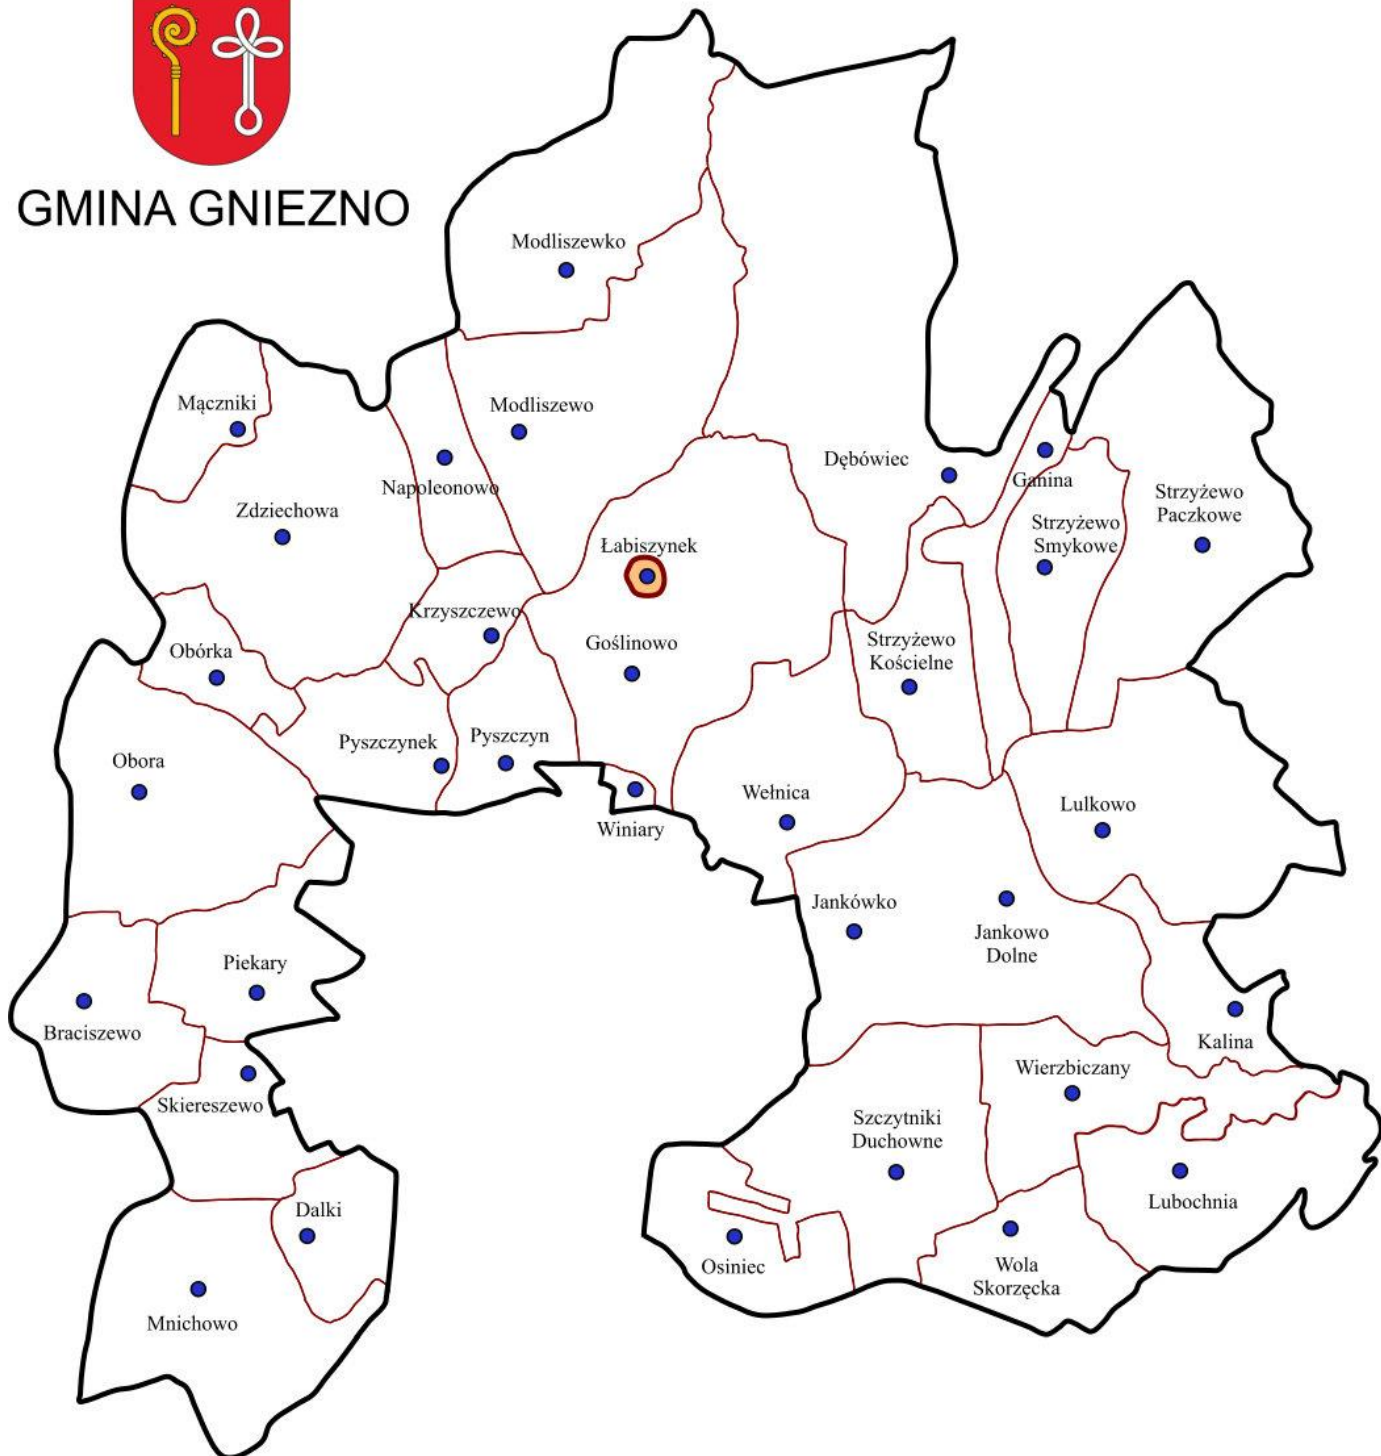 GMINA GNIEZNO
Modliszewko
Mączniki
Modliszewo
Napoleonowo
Dębówiec
Ganina
Strzyżewo
Paczkowe
Zdziechowa
Strzyżewo
Smykowe
Łabiszynek
Krzyszczewo
Goślinowo
Obórka
Strzyżewo
Kościelne
Pyszczynek
Pyszczyn
Obora
Wełnica
Lulkowo
Winiary
Jankówko
Jankowo
Dolne
Piekary
Braciszewo
Kalina
Wierzbiczany
Skiereszewo
Szczytniki
Duchowne
Lubochnia
Dalki
Osiniec
Wola
Skorzęcka
Mnichowo